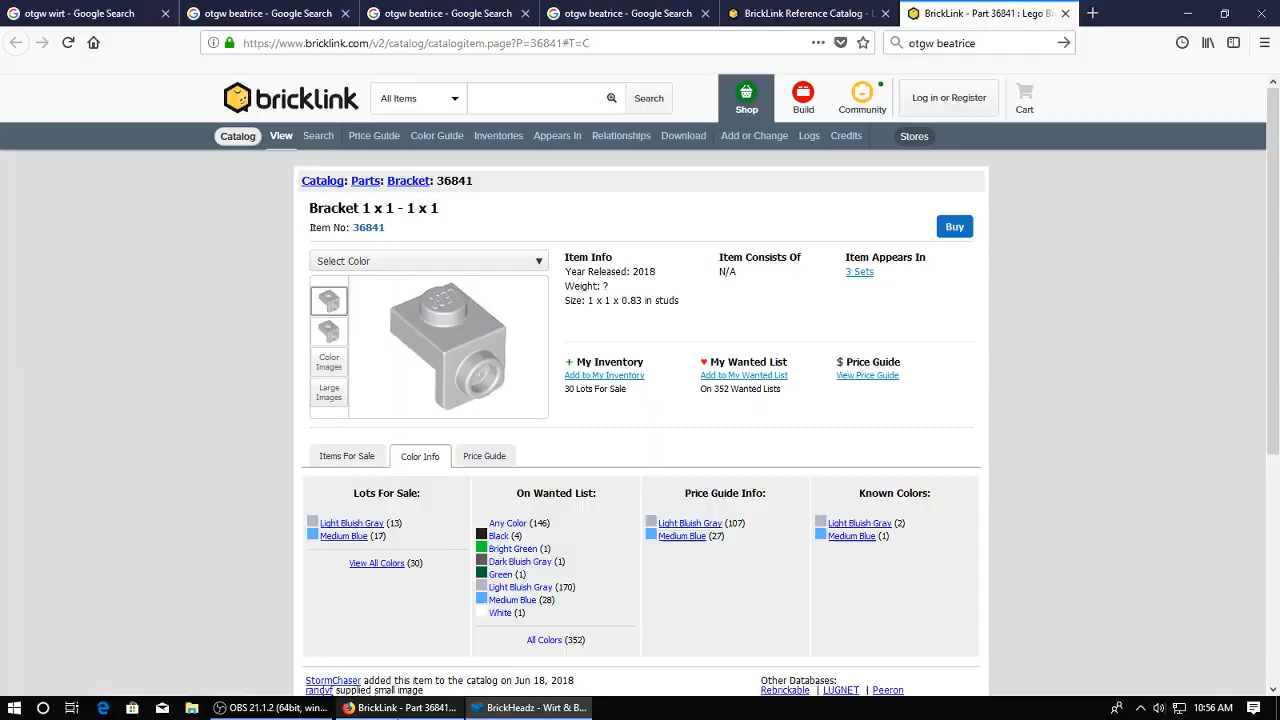 otgw wirt - Google Search
otgw beatrice - Google Search
otgw beatrice - Google Search
otgw beatrice - Google Search
BrickLink Reference Catalog - L
BrickLink - Part 36841 : Lego Br
https://www.bricklink.com/v2/catalog/catalogitem.page?P=36841#T=C
otgw beatrice
bricklink
All Items
Search
Shop
Build
Community
Log in or Register
Cart
Catalog View Search Price Guide Color Guide Inventories Appears In Relationships Download Add or Change Logs Credits Stores
Catalog: Parts: Bracket: 36841
Bracket 1 x 1 - 1 x 1
Item No: 36841
Buy
Select Color
Color Images
Large Images
Item Info
Year Released: 2018
Weight: ?
Size: 1 x 1 x 0.83 in studs
Item Consists Of
N/A
Item Appears In
3 Sets
+ My Inventory
Add to My Inventory
30 Lots For Sale
My Wanted List
Add to My Wanted List
On 352 Wanted Lists
$ Price Guide
View Price Guide
Items For Sale
Color Info
Price Guide
Lots For Sale:
Light Bluish Gray (13)
Medium Blue (17)
View All Colors (30)
On Wanted List:
Any Color (146)
Black (4)
Bright Green (1)
Dark Bluish Gray (1)
Green (1)
Light Bluish Gray (170)
Medium Blue (28)
White (1)
All Colors (352)
Price Guide Info:
Light Bluish Gray (107)
Medium Blue (27)
Known Colors:
Light Bluish Gray (2)
Medium Blue (1)
StormChaser added this item to the catalog on Jun 18, 2018
randyf supplied small image
Other Databases:
Rebrickable | LUGNET | Peeron
OBS 21.1.2 (64bit, win...
BrickLink - Part 36841...
BrickHeadz - Wirt & B...
10:56 AM